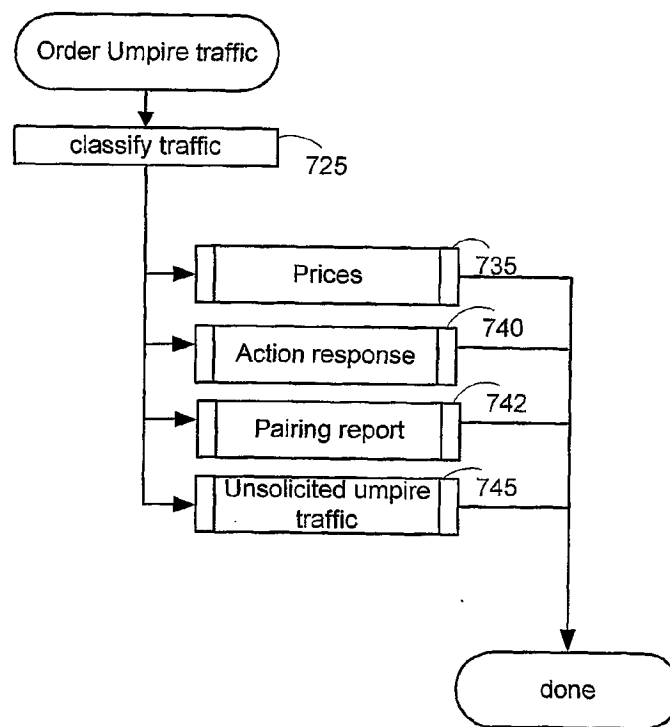 Order Umpire traffic
classify traffic
725
Prices
735
Action response
740
Pairing report
742
Unsolicited umpire
traffic
745
done